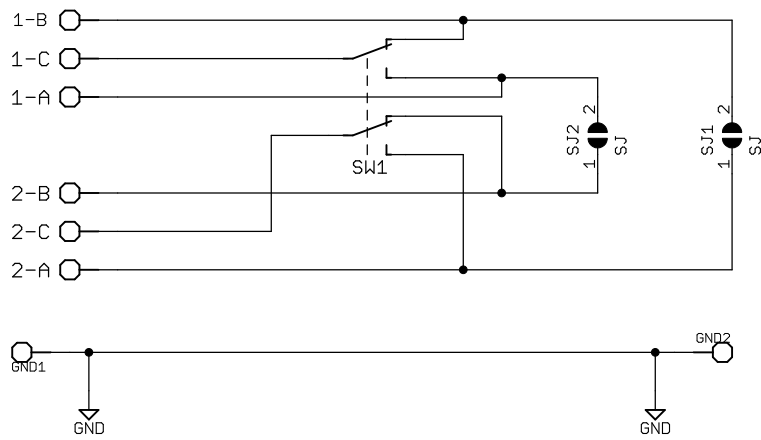 1-B
1-C
1-A
2
2
SJ2
SJ
SJ1
SJ
1
1
SW1
2-B
2-C
2-A
GND1
GND2
GND
GND